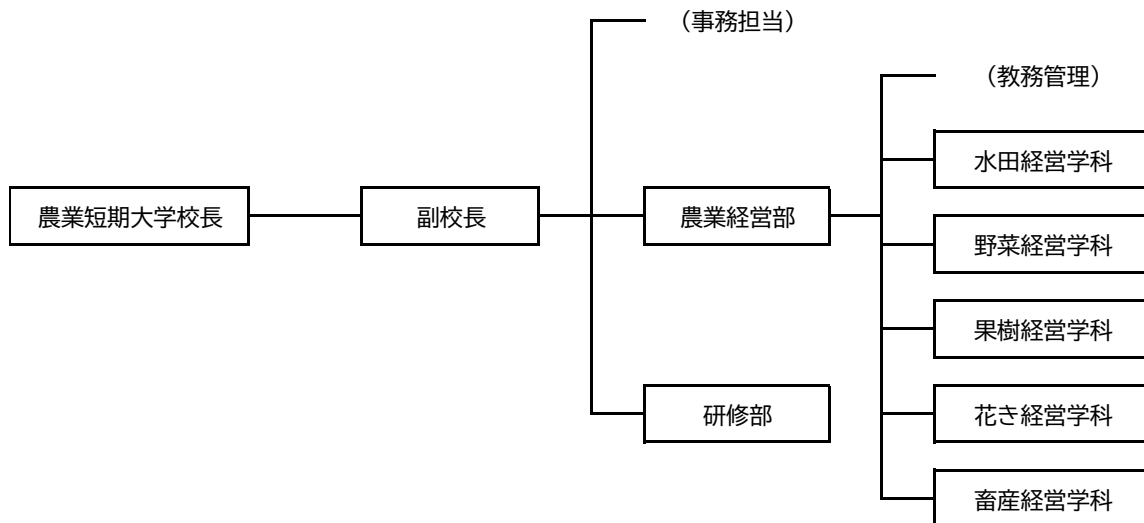 （事務担当）
（教務管理）
水田経営学科
農業短期大学校長
副校長
農業経営部
野菜経営学科
果樹経営学科
研修部
花き経営学科
畜産経営学科